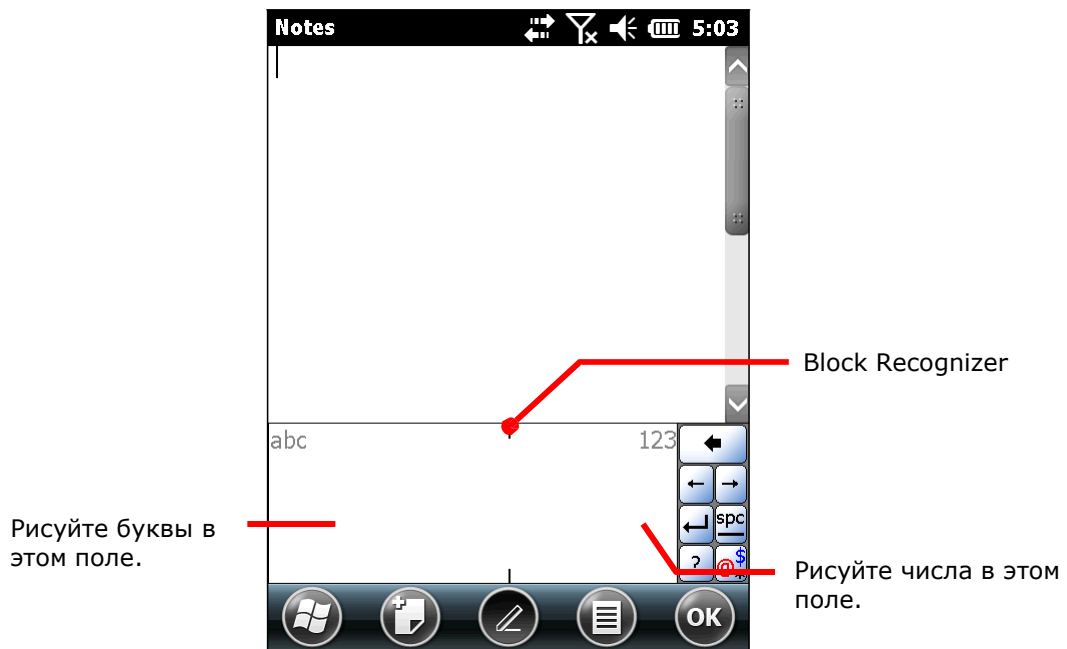 Notes 5:03
Block Recognizer
abc 123
spc
Рисуйте буквы в
этом поле.
? @ $ *
Рисуйте числа в этом
поле.
OK